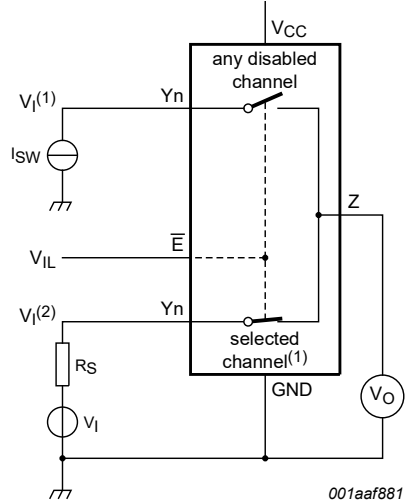 VCC
any disabled
channel
VI(1)
Yn
ISW
Z
E
VIL
VI(2)
Yn
selected
channel(1)
RS
GND
VO
VI
001aaf881